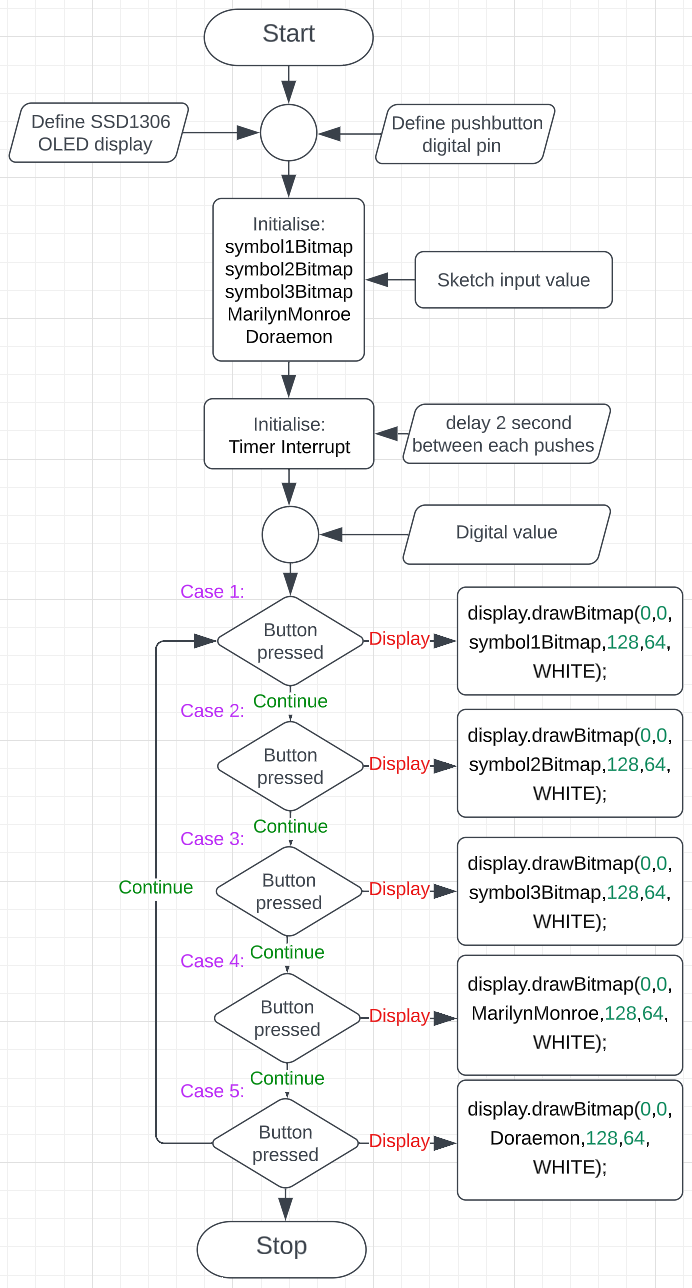 Start
Define SSD1306
OLED display
Define pushbutton
digital pin
Initialise:
symbol1Bitmap
symbol2Bitmap
symbol3Bitmap
MarilynMonroe
Doraemon
Sketch input value
Initialise:
Timer Interrupt
delay 2 second
between each pushes
Digital value
Case 1:
Button
pressed
Display
display.drawBitmap(0,0,
symbol1Bitmap,128,64,
WHITE);
Continue
Case 2:
Button
pressed
Display
display.drawBitmap(0,0,
symbol2Bitmap,128,64,
WHITE);
Continue
Case 3:
Button
pressed
Display
display.drawBitmap(0,0,
symbol3Bitmap,128,64,
WHITE);
Continue
Continue
Case 4:
Button
pressed
Display
display.drawBitmap(0,0,
MarilynMonroe,128,64,
WHITE);
Continue
Case 5:
Button
pressed
Display
display.drawBitmap(0,0,
Doraemon,128,64,
WHITE);
Stop